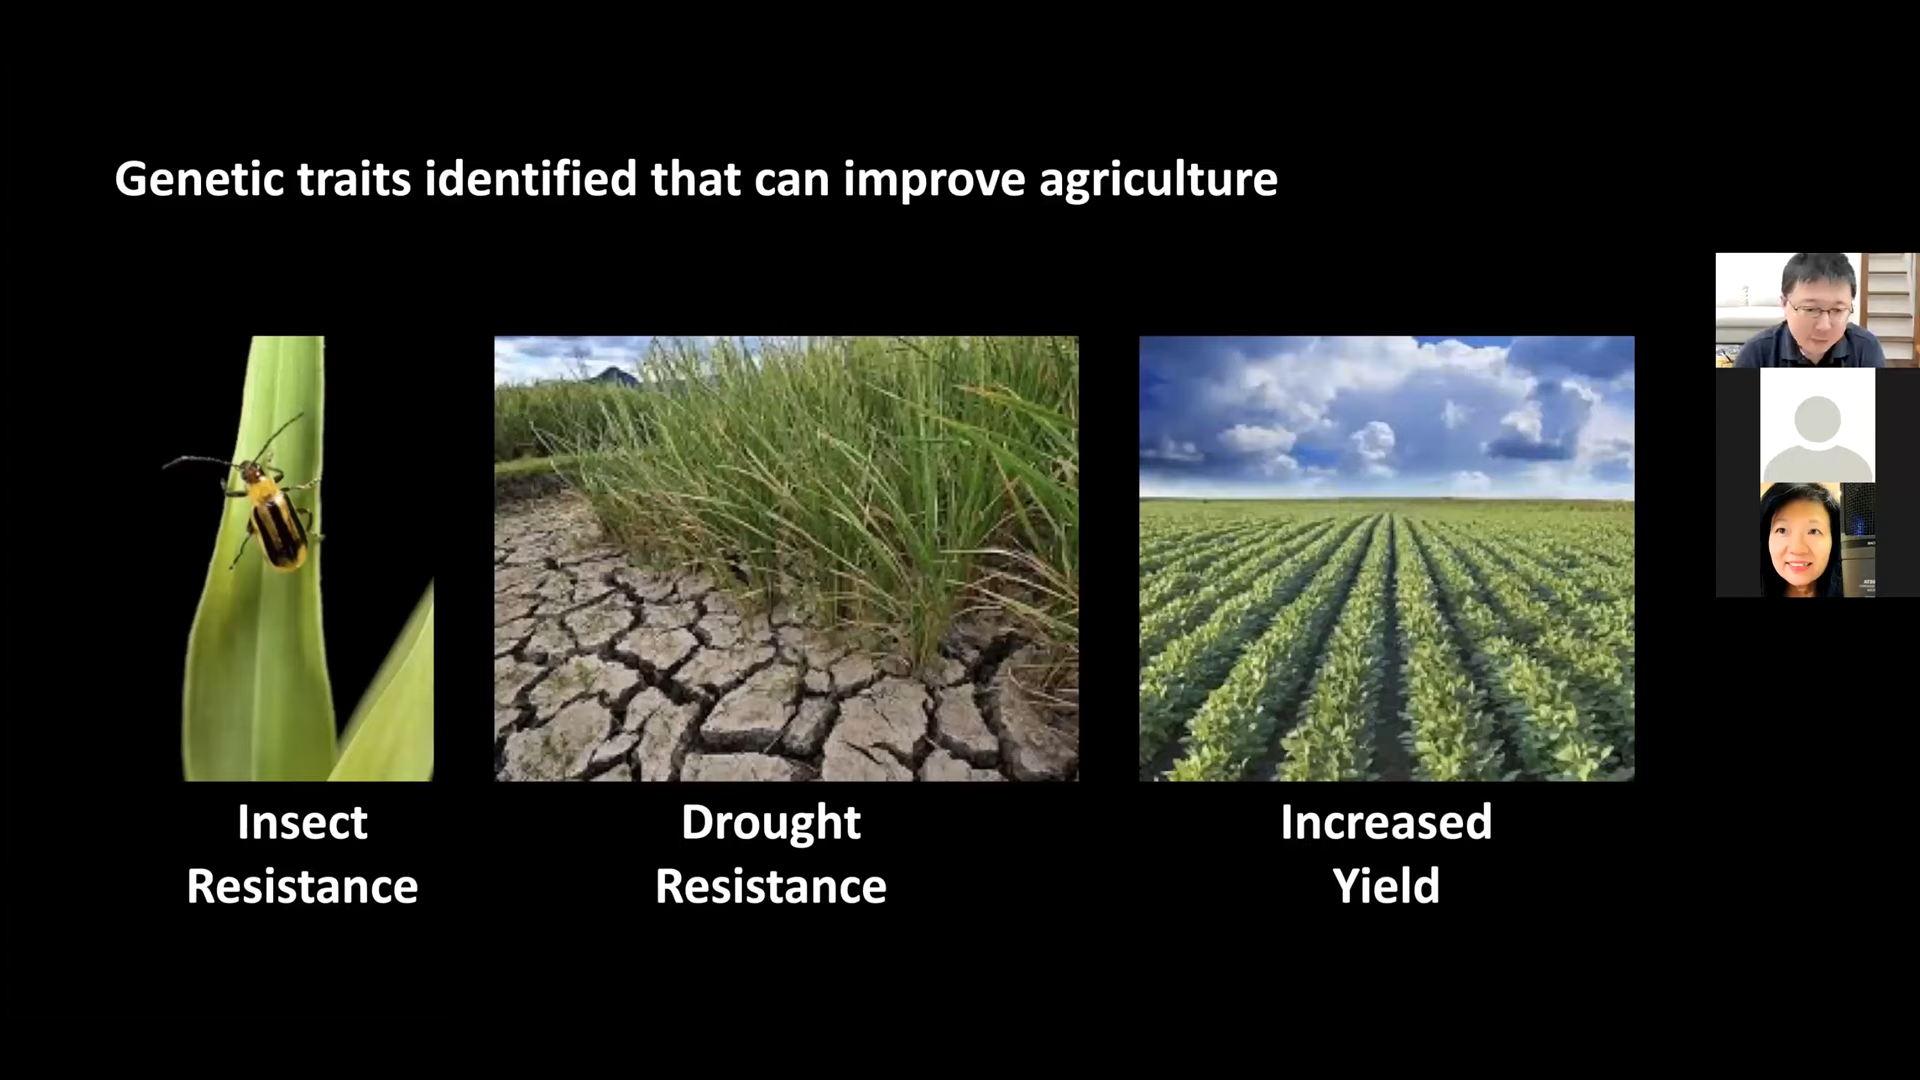 Genetic traits identified that can improve agriculture
Insect
Resistance
Drought
Resistance
Increased
Yield